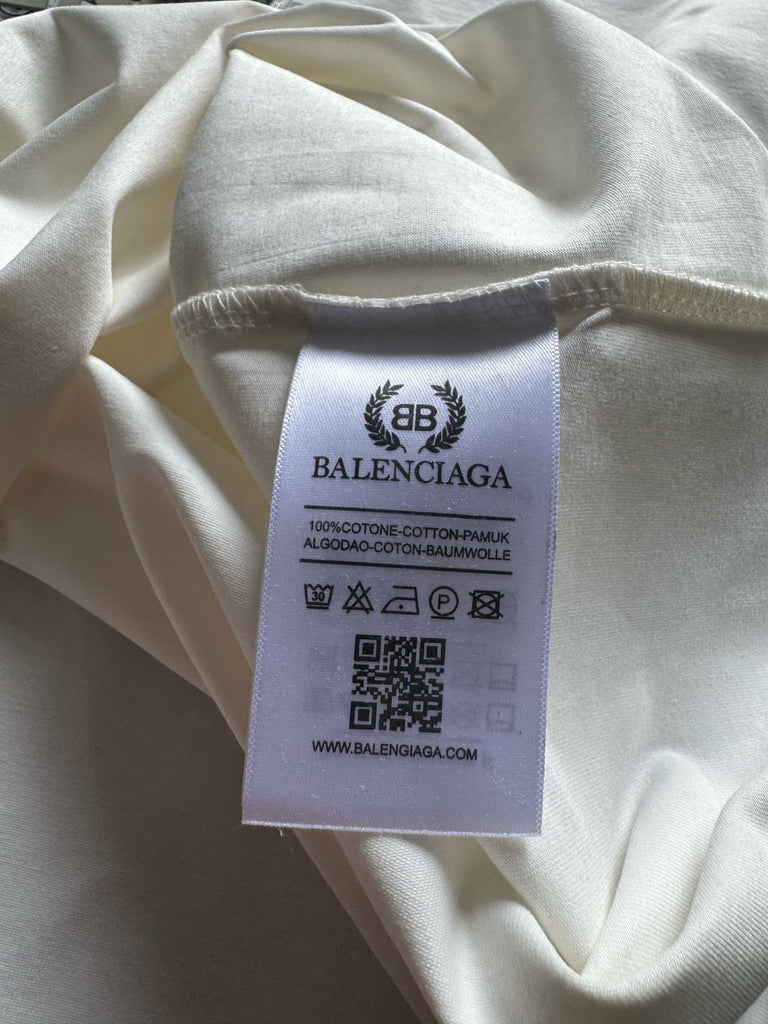 BB
BALENCIAGA
100%COTONE-COTTON-PAMUK
ALGODAO-COTON-BAUMWOLLE
30 P
WWW.BALENGIAGA.COM